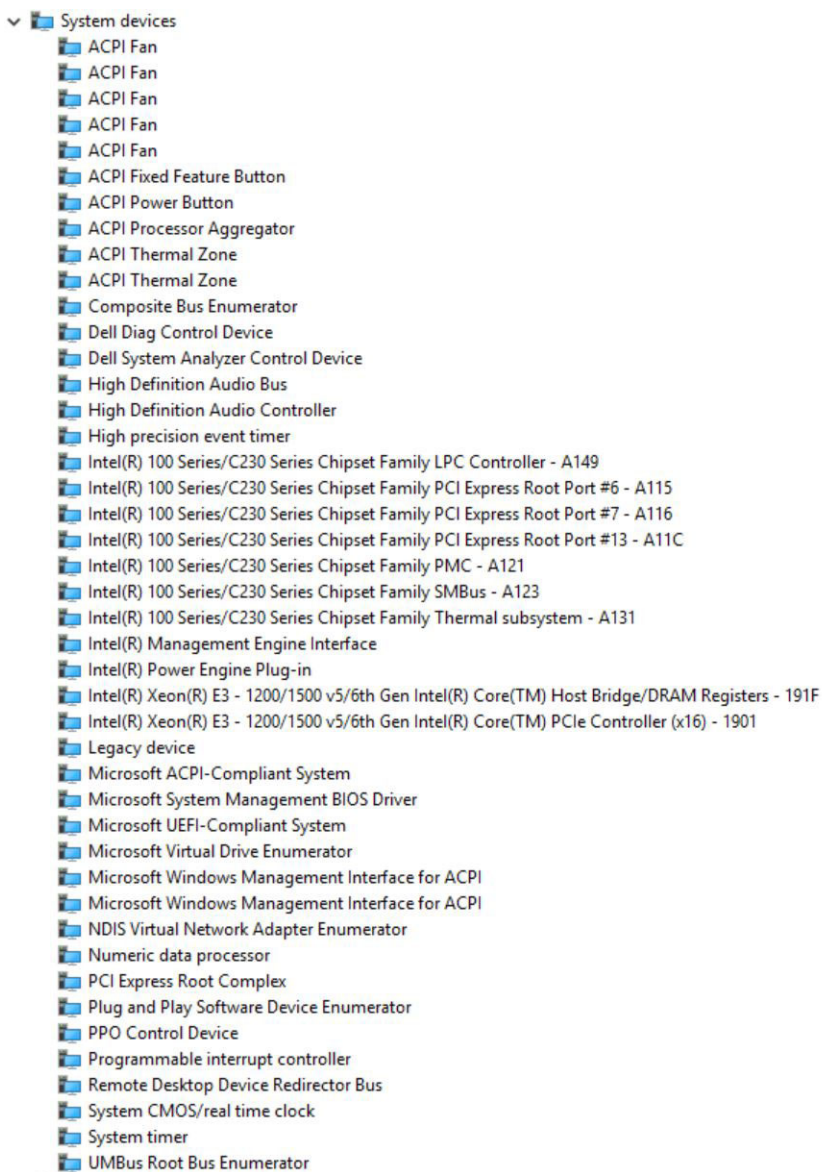 System devices
ACPI Fan
ACPI Fan
ACPI Fan
ACPI Fan
ACPI Fan
ACPI Fixed Feature Button
ACPI Power Button
ACPI Processor Aggregator
ACPI Thermal Zone
ACPI Thermal Zone
Composite Bus Enumerator
Dell Diag Control Device
Dell System Analyzer Control Device
High Definition Audio Bus
High Definition Audio Controller
High precision event timer
Intel(R) 100 Series/C230 Series Chipset Family LPC Controller - A149
Intel(R) 100 Series/C230 Series Chipset Family PCI Express Root Port #6 - A115
Intel(R) 100 Series/C230 Series Chipset Family PCI Express Root Port #7 - A116
Intel(R) 100 Series/C230 Series Chipset Family PCI Express Root Port #13 - A11C
Intel(R) 100 Series/C230 Series Chipset Family PMC - A121
Intel(R) 100 Series/C230 Series Chipset Family SMBus - A123
Intel(R) 100 Series/C230 Series Chipset Family Thermal subsystem - A131
Intel(R) Management Engine Interface
Intel(R) Power Engine Plug-in
Intel(R) Xeon(R) E3 - 1200/1500 v5/6th Gen Intel(R) Core(TM) Host Bridge/DRAM Registers - 191F
Intel(R) Xeon(R) E3 - 1200/1500 v5/6th Gen Intel(R) Core(TM) PCIe Controller (x16) - 1901
Legacy device
Microsoft ACPI-Compliant System
Microsoft System Management BIOS Driver
Microsoft UEFI-Compliant System
Microsoft Virtual Drive Enumerator
Microsoft Windows Management Interface for ACPI
Microsoft Windows Management Interface for ACPI
NDIS Virtual Network Adapter Enumerator
Numeric data processor
PCI Express Root Complex
Plug and Play Software Device Enumerator
PPO Control Device
Programmable interrupt controller
Remote Desktop Device Redirector Bus
System CMOS/real time clock
System timer
UMBus Root Bus Enumerator